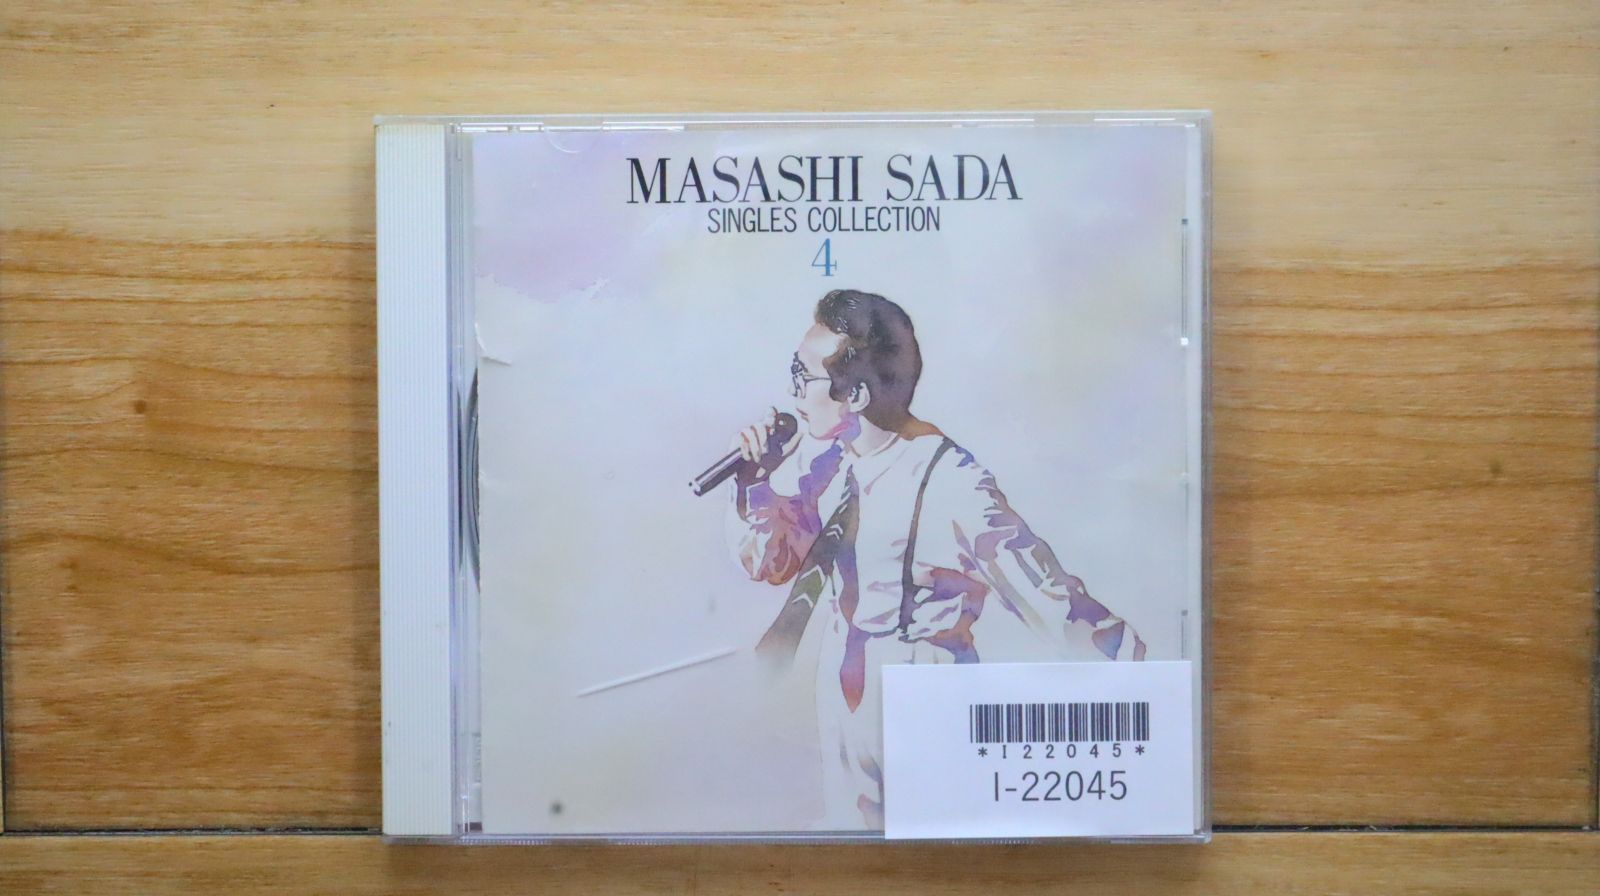 MASASHI SADA
SINGLES COLLECTION
4
*I22045*
I-22045